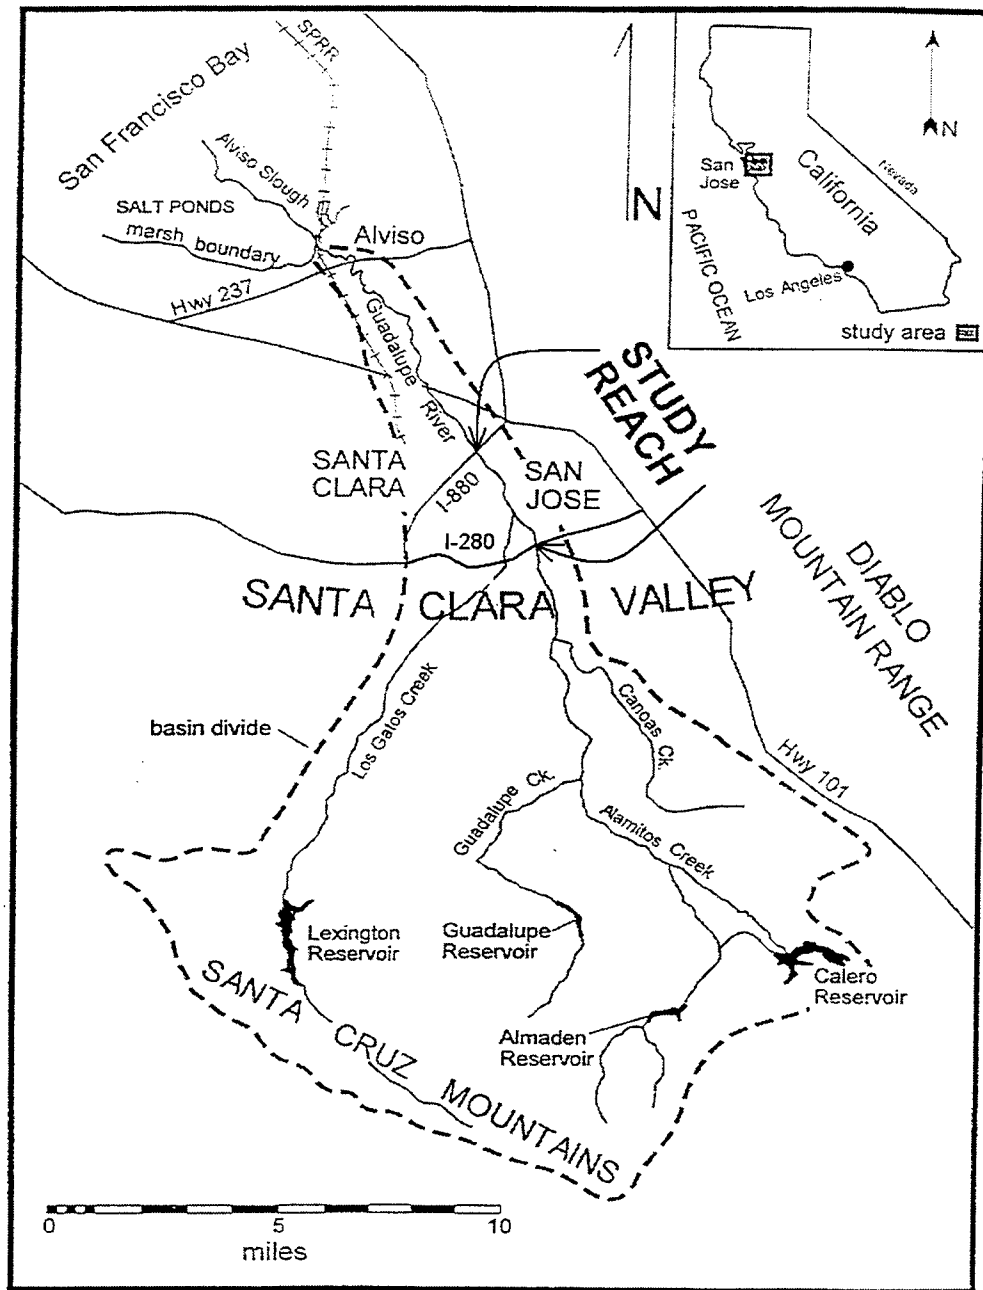 SPRR
San Francisco Bay
Alviso Slough
SALT PONDS
marsh boundary
Alviso
Hwy 237
Guadalupe
River
N
N
San
Jose
California
Nevada
PACIFIC OCEAN
Los Angeles
study area
STUDY
REACH
SANTA
CLARA
I-880
SAN
JOSE
I-280
SANTA CLARA VALLEY
DIABLO
MOUNTAIN RANGE
basin divide
Los Gatos Creek
Canoas Ck.
Hwy 101
Guadalupe Ck.
Alamitos Creek
Lexington
Reservoir
Guadalupe
Reservoir
Calero
Reservoir
Almaden
Reservoir
SANTA CRUZ MOUNTAINS
0 5 10
miles